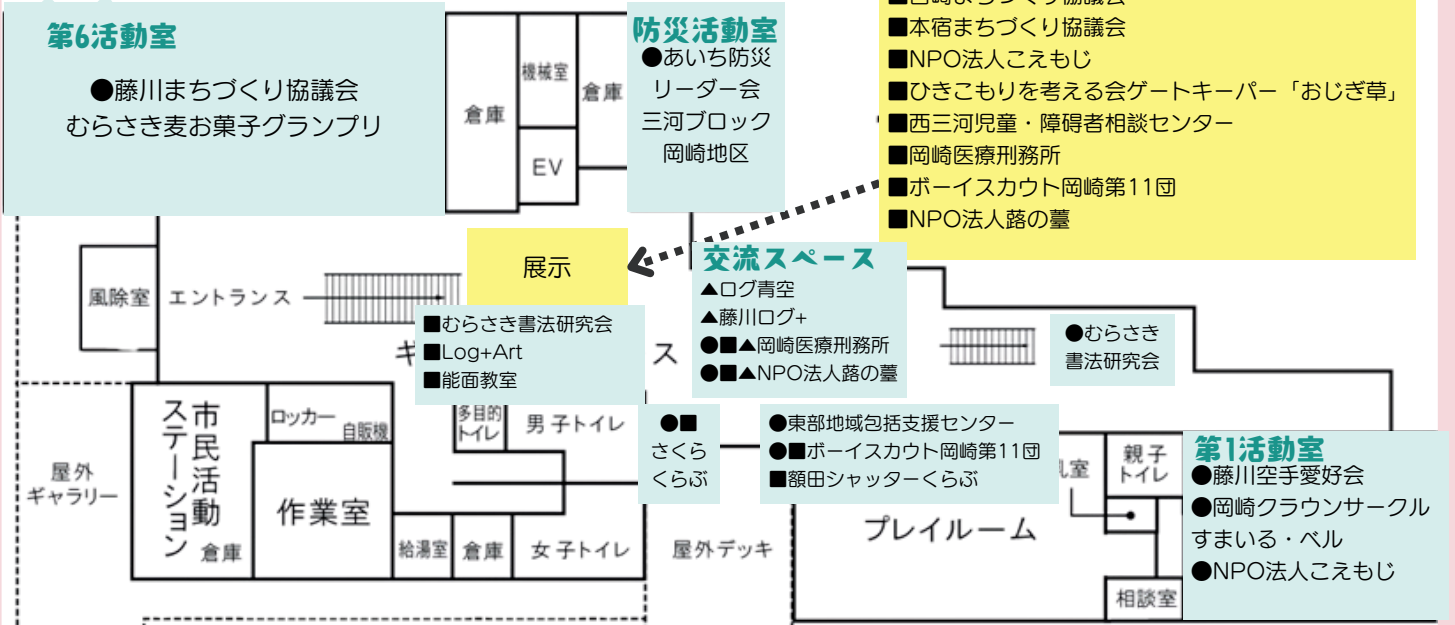 第6活動室
●藤川まちづくり協議会
むらさき麦お菓子グランプリ
倉庫
機械室
EV
倉庫
防災活動室
●あいち防災
リーダー会
三河ブロック
岡崎地区
■本宿まちづくり協議会
■NPO法人こえもじ
■ひきこもりを考える会ゲートキーパー「おじぎ草」
■西三河児童・障碍者相談センター
■岡崎医療刑務所
■ボーイスカウト岡崎第11団
■NPO法人蕗の薹
風除室
エントランス
展示
■むらさき書法研究会
■Log+Art
■能面教室
ス
交流スペース
▲ログ青空
▲藤川ログ+
●■▲岡崎医療刑務所
●■▲NPO法人蕗の薹
●むらさき
書法研究会
屋外
ギャラリー
市民活動
ステーション
倉庫
ロッカー
自販機
作業室
多目的
トイレ
男子トイレ
給湯室
倉庫
女子トイレ
●■
さくら
くらぶ
屋外デッキ
●東部地域包括支援センター
●■ボーイスカウト岡崎第11団
■額田シャッターくらぶ
プレイルーム
室
親子
トイレ
相談室
第1活動室
●藤川空手愛好会
●岡崎クラウンサークル
すまいる・ベル
●NPO法人こえもじ